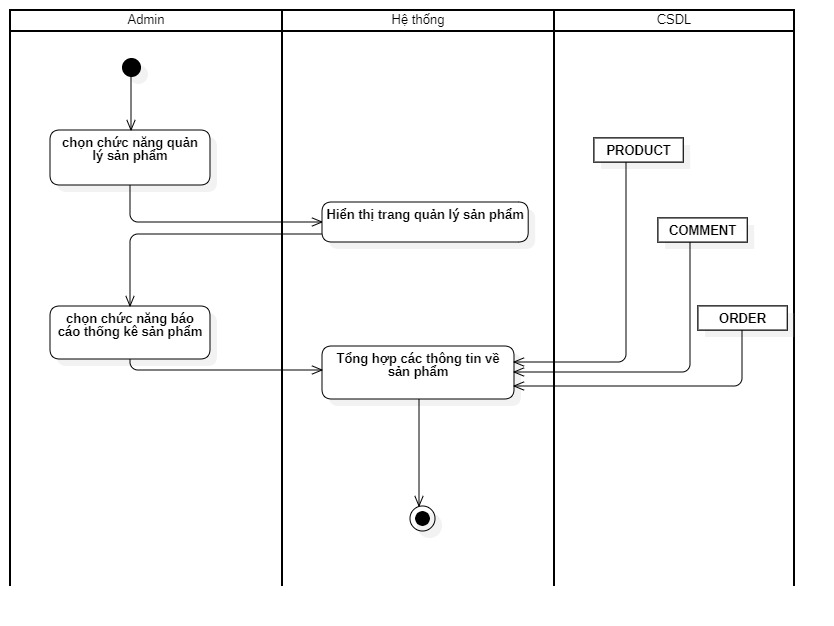 Admin
Hệ thống
CSDL
chọn chức năng quản
lý sản phẩm
PRODUCT
Hiển thị trang quản lý sản phẩm
COMMENT
chọn chức năng báo
cáo thống kê sản phẩm
ORDER
Tổng hợp các thông tin về
sản phẩm